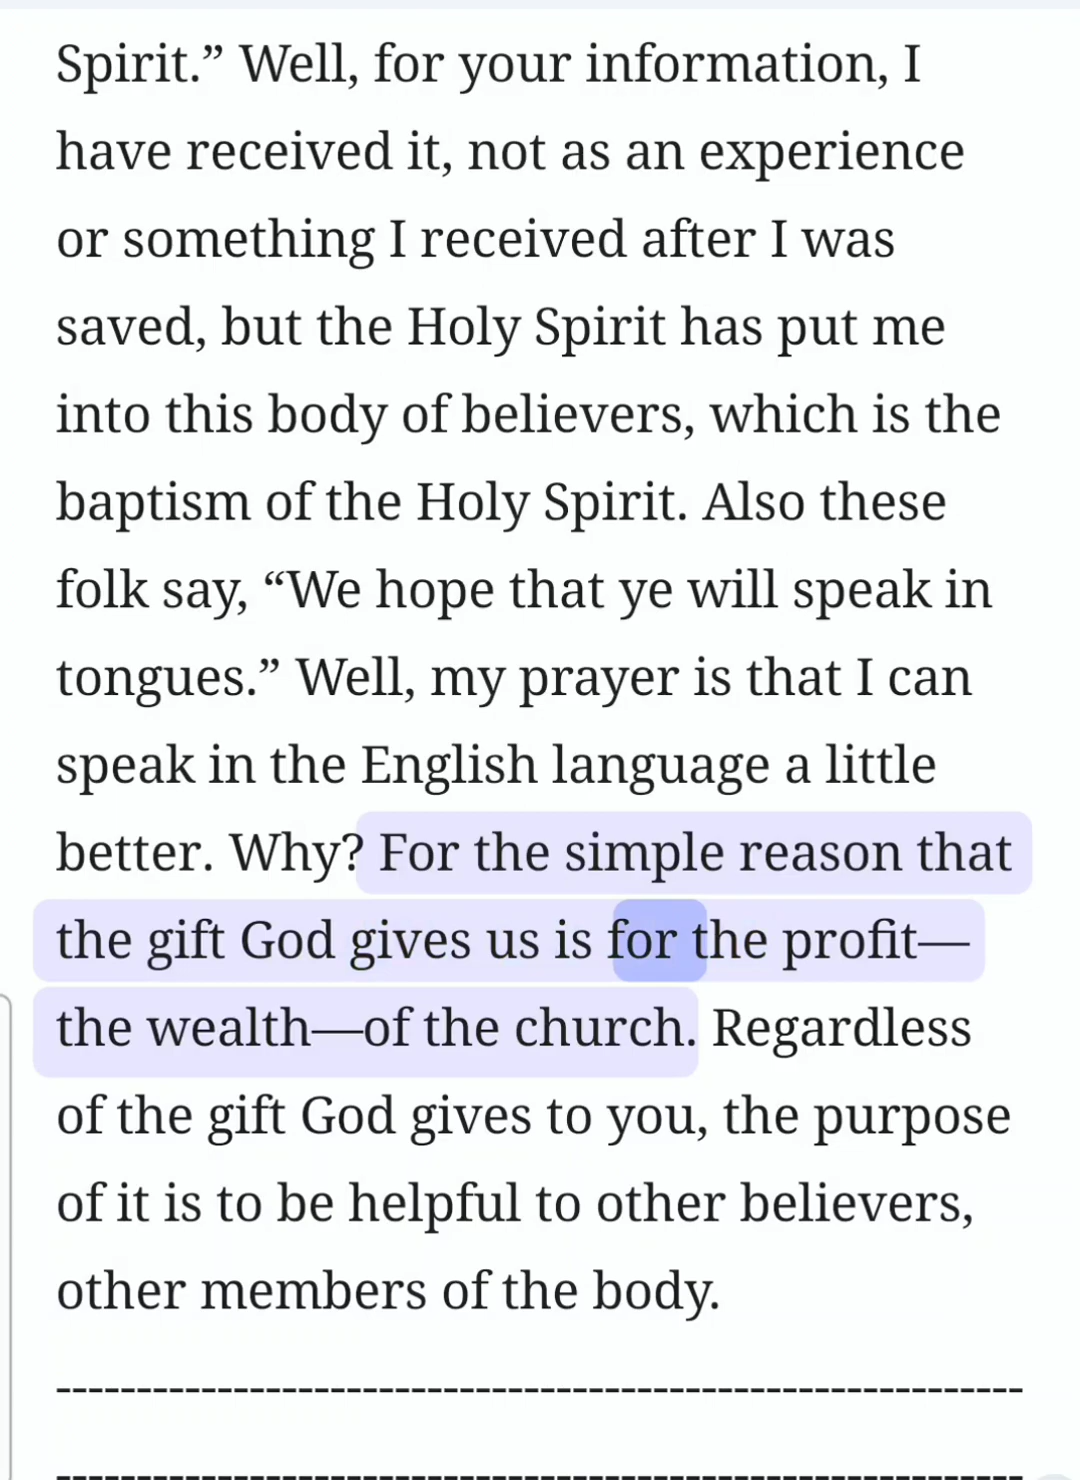 Spirit.” Well, for your information, I
have received it, not as an experience
or something I received after I was
saved, but the Holy Spirit has put me
into this body of believers, which is the
baptism of the Holy Spirit. Also these
folk say, “We hope that ye will speak in
tongues.” Well, my prayer is that I can
speak in the English language a little
better. Why? For the simple reason that
the gift God gives us is for the profit—
the wealth—of the church. Regardless
of the gift God gives to you, the purpose
of it is to be helpful to other believers,
other members of the body.
------------------------------------------------------------
------------------------------------------------------------